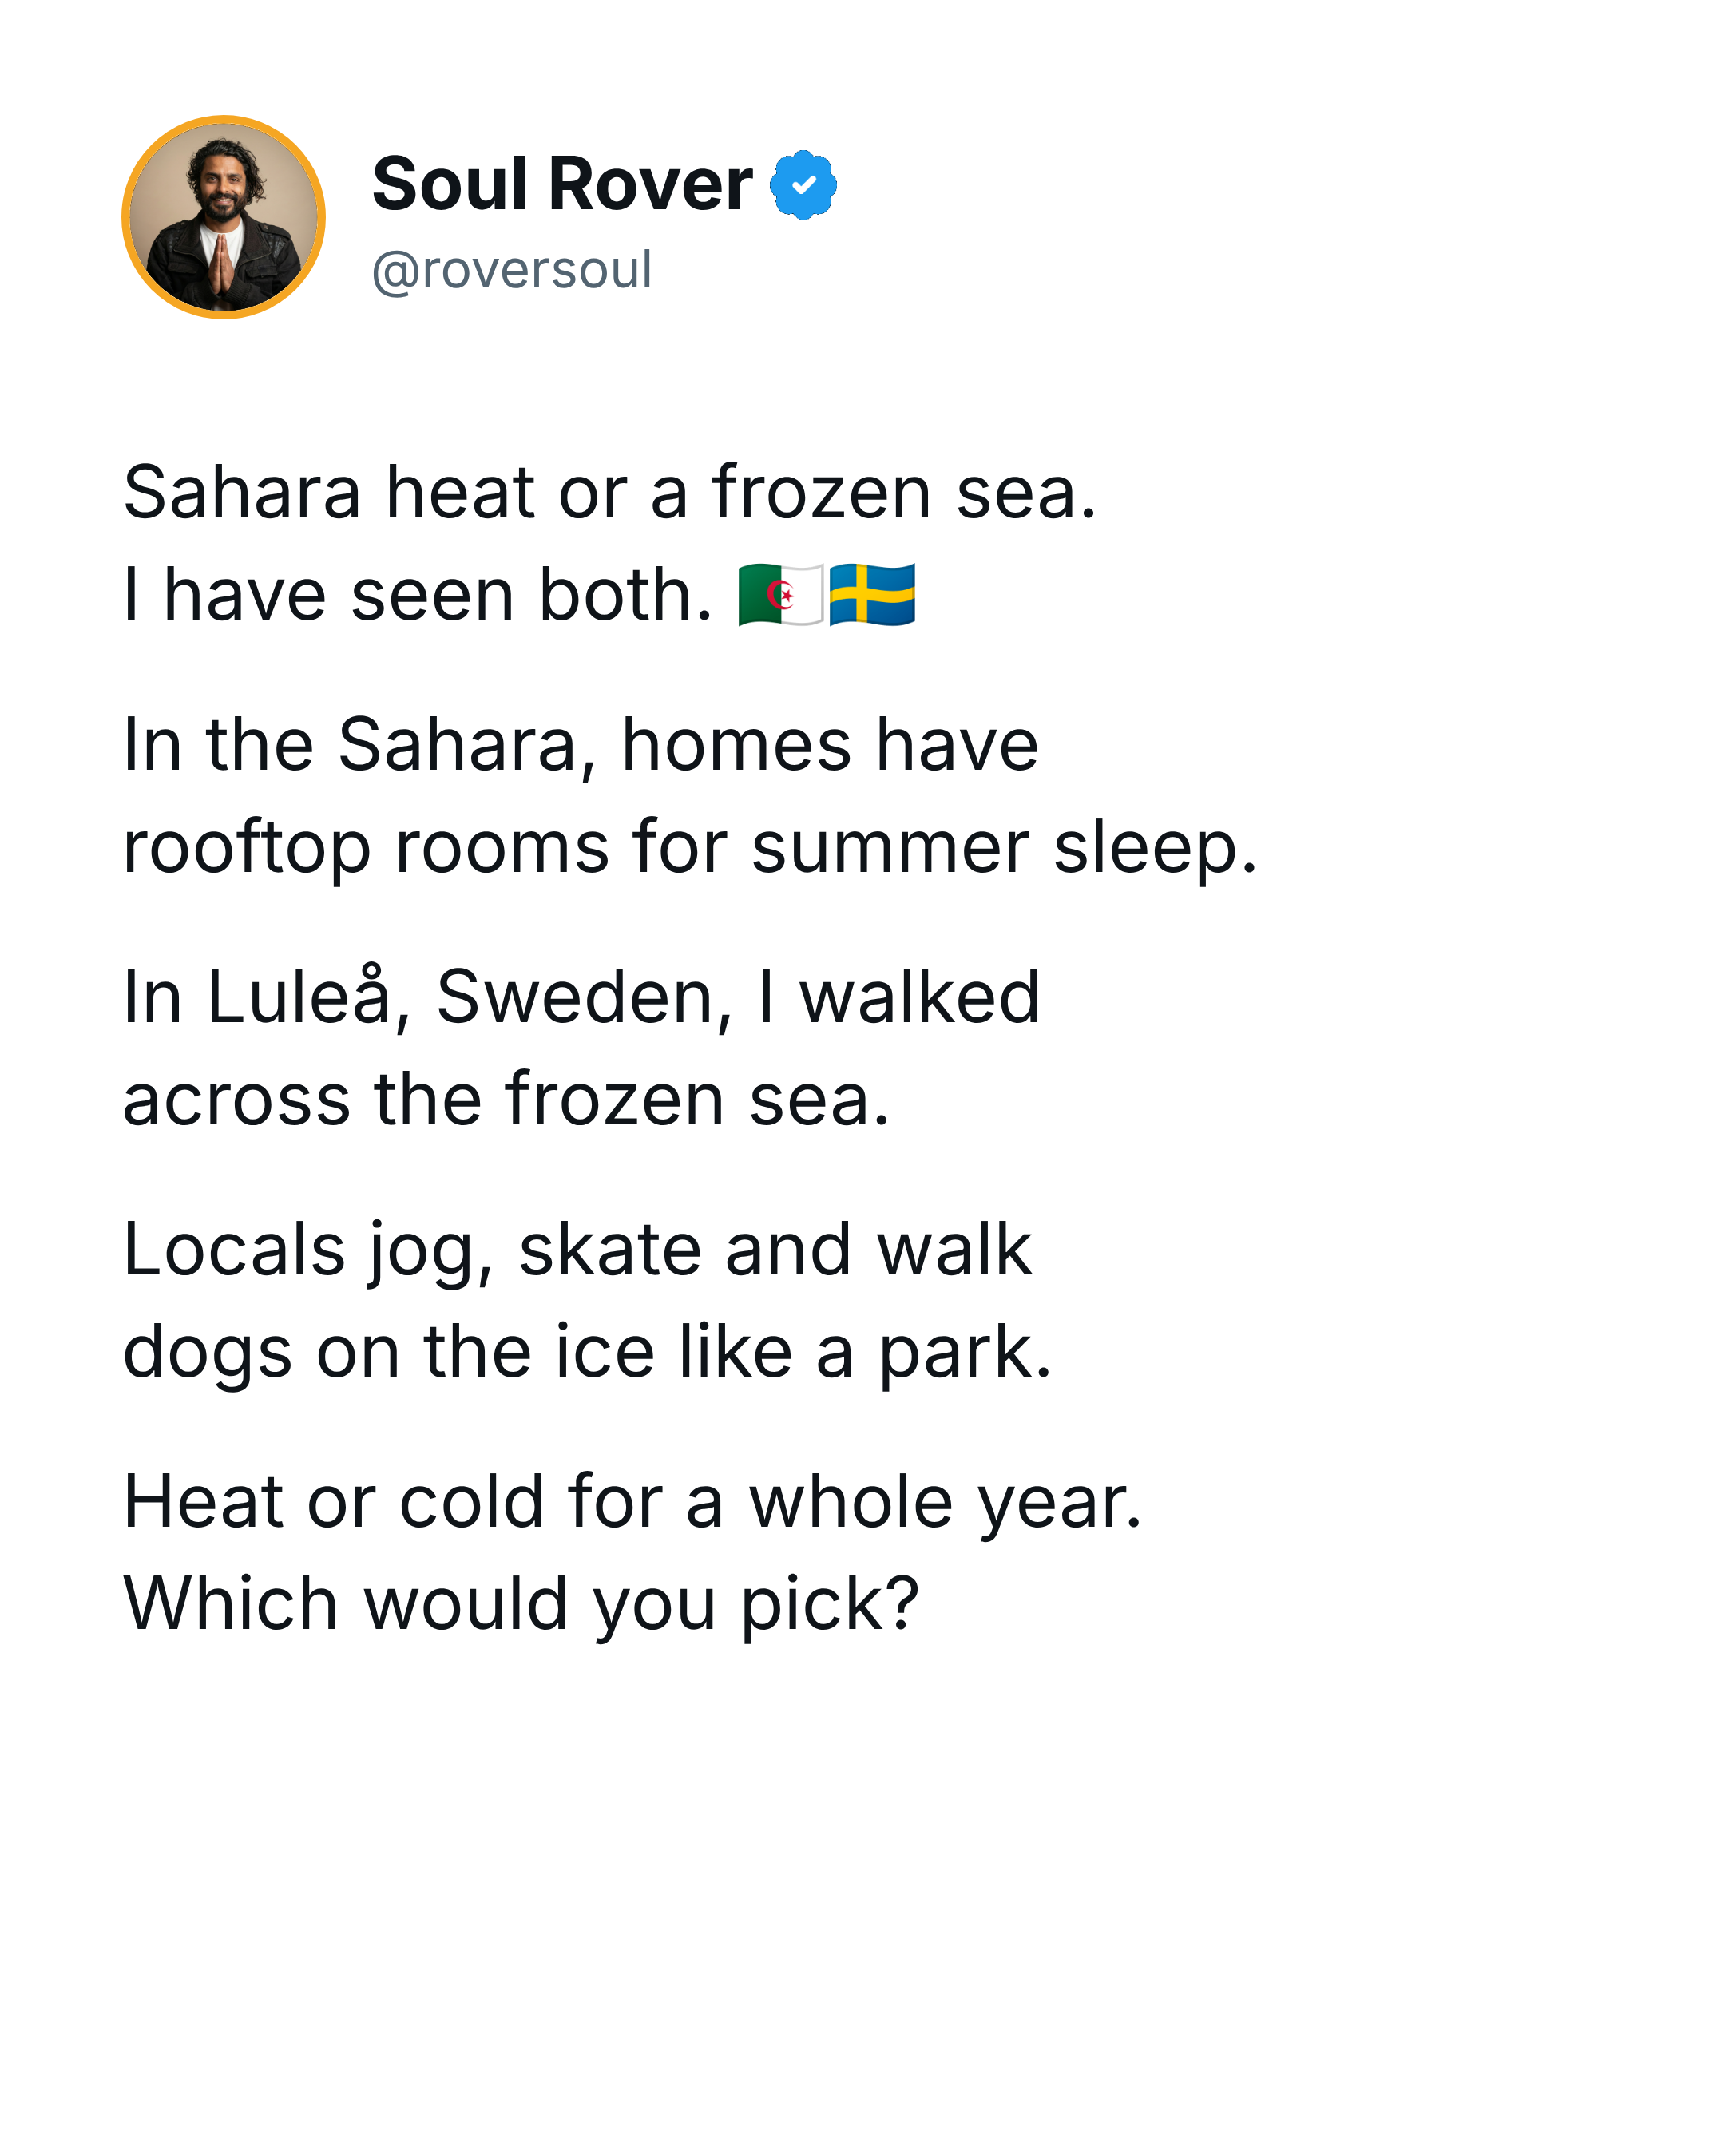 Soul Rover
@roversoul
Sahara heat or a frozen sea.
I have seen both. 🇩🇿🇸🇪
In the Sahara, homes have
rooftop rooms for summer sleep.
In Luleå, Sweden, I walked
across the frozen sea.
Locals jog, skate and walk
dogs on the ice like a park.
Heat or cold for a whole year.
Which would you pick?